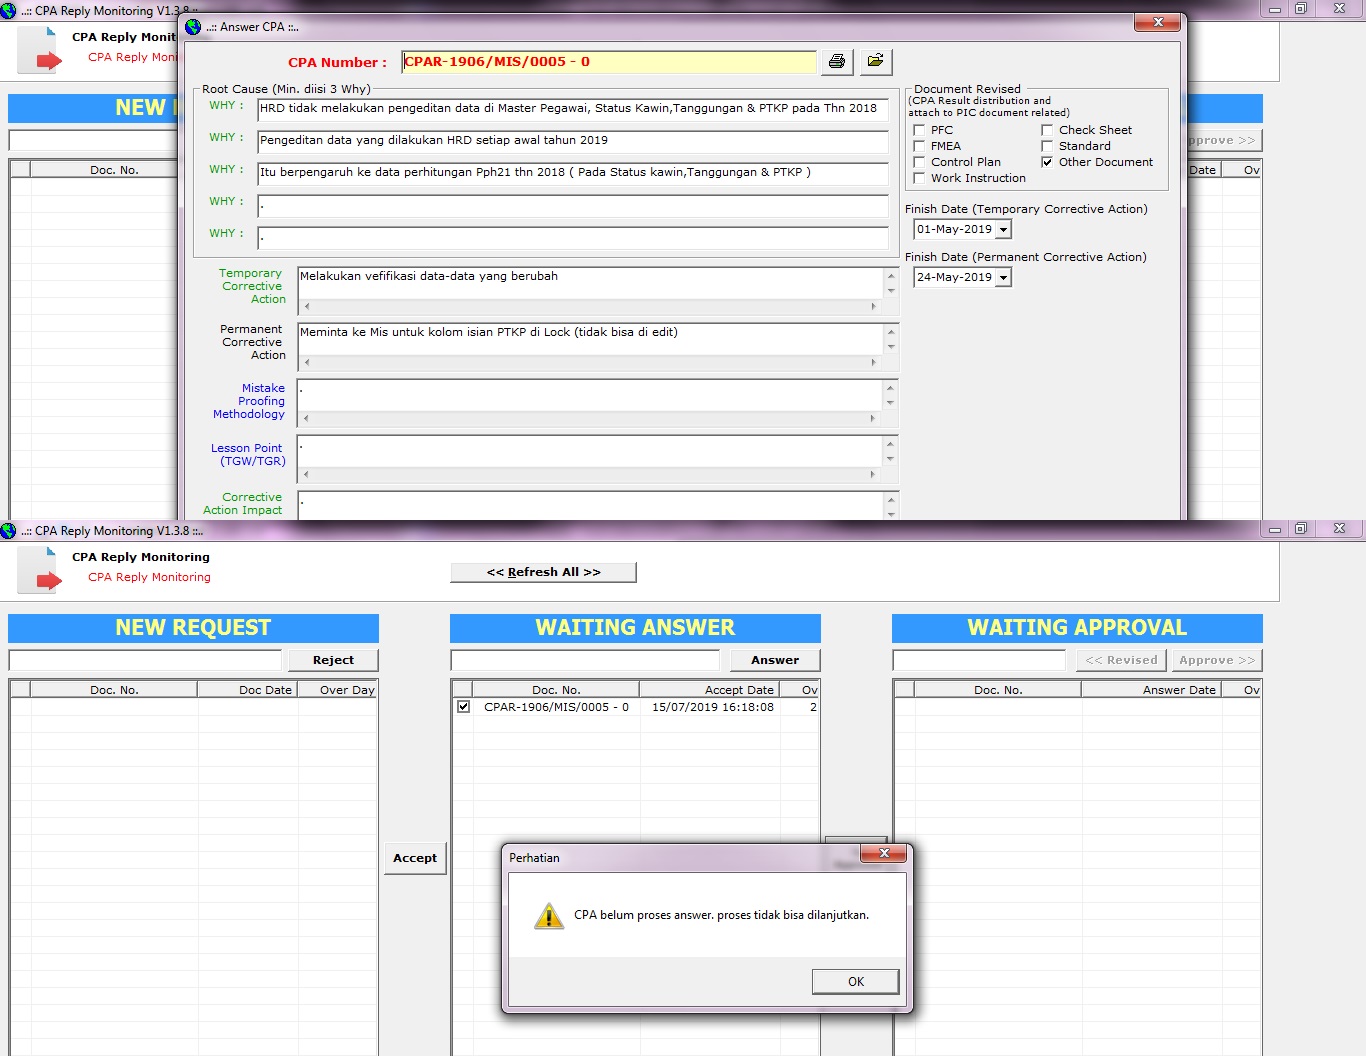 ..:: CPA Reply Monitoring V1.3.8 ::..
CPA Reply Moni
CPA Reply Moni
..:: Answer CPA ::..
CPA Number :
CPAR-1906/MIS/0005 - 0
Root Cause (Min. diisi 3 Why)
WHY :
HRD tidak melakukan pengeditan data di Master Pegawai, Status Kawin,Tanggungan & PTKP pada Thn 2018
WHY :
Pengeditan data yang dilakukan HRD setiap awal tahun 2019
WHY :
Itu berpengaruh ke data perhitungan Pph21 thn 2018 ( Pada Status kawin,Tanggungan & PTKP )
WHY :
.
WHY :
.
Document Revised
(CPA Result distribution and
attach to PIC document related)
PFC
Check Sheet
FMEA
Standard
Control Plan
Other Document
Work Instruction
Finish Date (Temporary Corrective Action)
01-May-2019
Finish Date (Permanent Corrective Action)
24-May-2019
Temporary
Corrective
Action
Melakukan vefifikasi data-data yang berubah
Permanent
Corrective
Action
Meminta ke Mis untuk kolom isian PTKP di Lock (tidak bisa di edit)
Mistake
Proofing
Methodology
.
Lesson Point
(TGW/TGR)
.
Corrective
Action Impact
.
NEW
Doc. No.
pprove >>
Date
Ov
..:: CPA Reply Monitoring V1.3.8 ::..
CPA Reply Monitoring
CPA Reply Monitoring
<< Refresh All >>
NEW REQUEST
WAITING ANSWER
WAITING APPROVAL
Reject
Answer
<< Revised
Approve >>
Doc. No.
Doc Date
Over Day
Doc. No.
Accept Date
Ov
Doc. No.
Answer Date
Ov
CPAR-1906/MIS/0005 - 0
15/07/2019 16:18:08
2
Accept
Perhatian
CPA belum proses answer. proses tidak bisa dilanjutkan.
OK